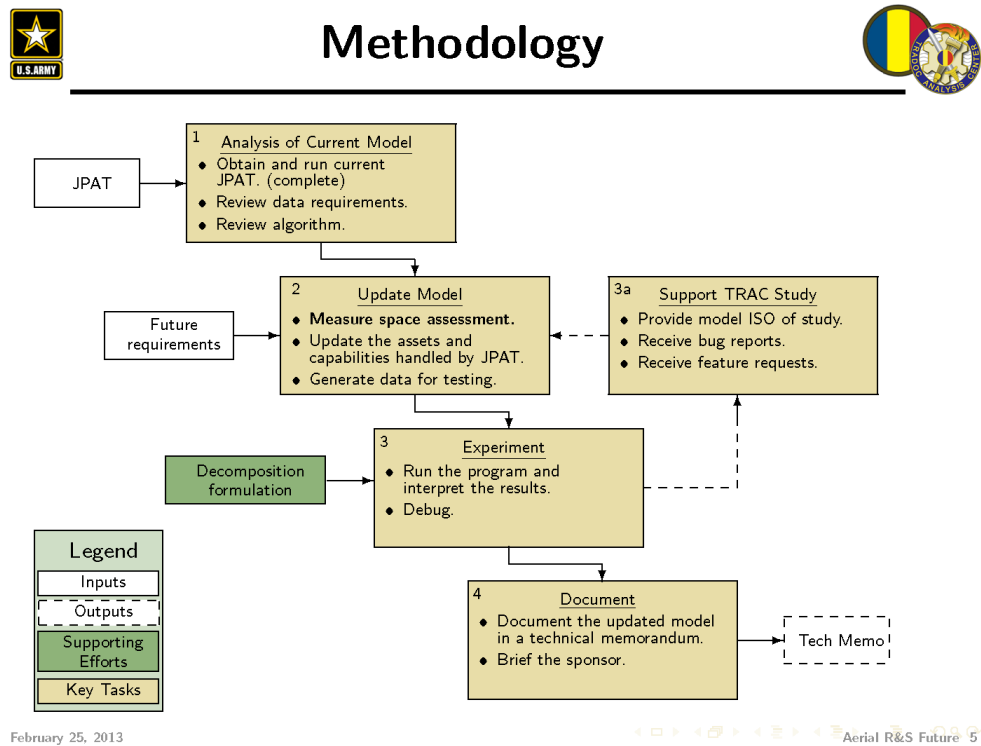 Methodology
U.S.ARMY
TRADOC ANALYSIS CENTER
JPAT
1
Analysis of Current Model
• Obtain and run current
JPAT. (complete)
• Review data requirements.
• Review algorithm.
Future
requirements
2
Update Model
• Measure space assessment.
• Update the assets and
capabilities handled by JPAT.
• Generate data for testing.
3a
Support TRAC Study
• Provide model ISO of study.
• Receive bug reports.
• Receive feature requests.
Decomposition
formulation
3
Experiment
• Run the program and
interpret the results.
• Debug.
Legend
Inputs
Outputs
Supporting
Efforts
Key Tasks
4
Document
• Document the updated model
in a technical memorandum.
• Brief the sponsor.
Tech Memo
February 25, 2013
Aerial R&S Future 5